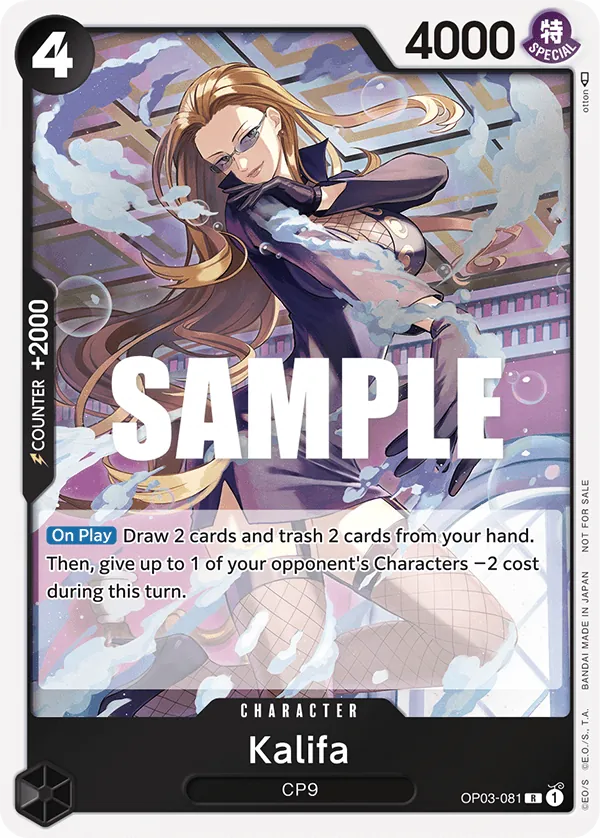 4
4000
特
SPECIAL
otton
COUNTER +2000
SAMPLE
On Play Draw 2 cards and trash 2 cards from your hand.
Then, give up to 1 of your opponent's Characters −2 cost
during this turn.
CHARACTER
Kalifa
CP9
OP03-081 R 1
©E.O/S ©E.O./S., T.A. BANDAI MADE IN JAPAN NOT FOR SALE